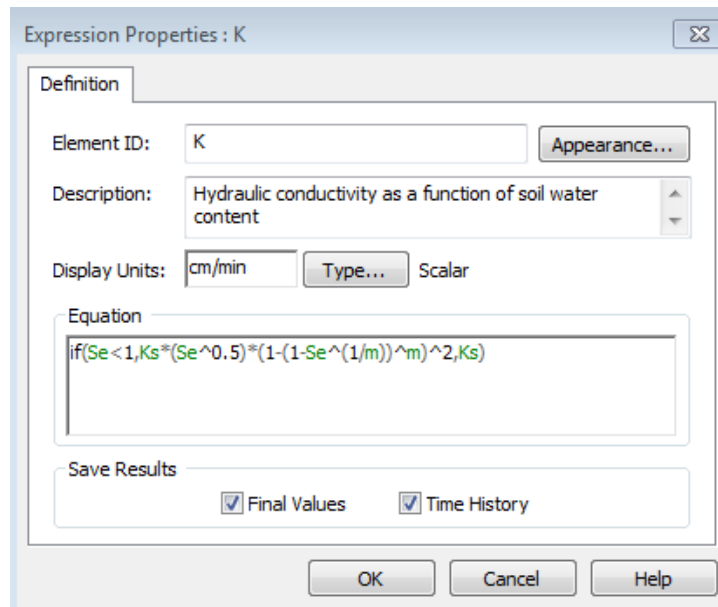 Expression Properties : K
Definition
Element ID: K Appearance...
Description: Hydraulic conductivity as a function of soil water
content
Display Units: cm/min Type... Scalar
Equation
if(Se<1,Ks*(Se^0.5)*(1-(1-Se^(1/m))^m)^2,Ks)
Save Results
Final Values Time History
OK Cancel Help